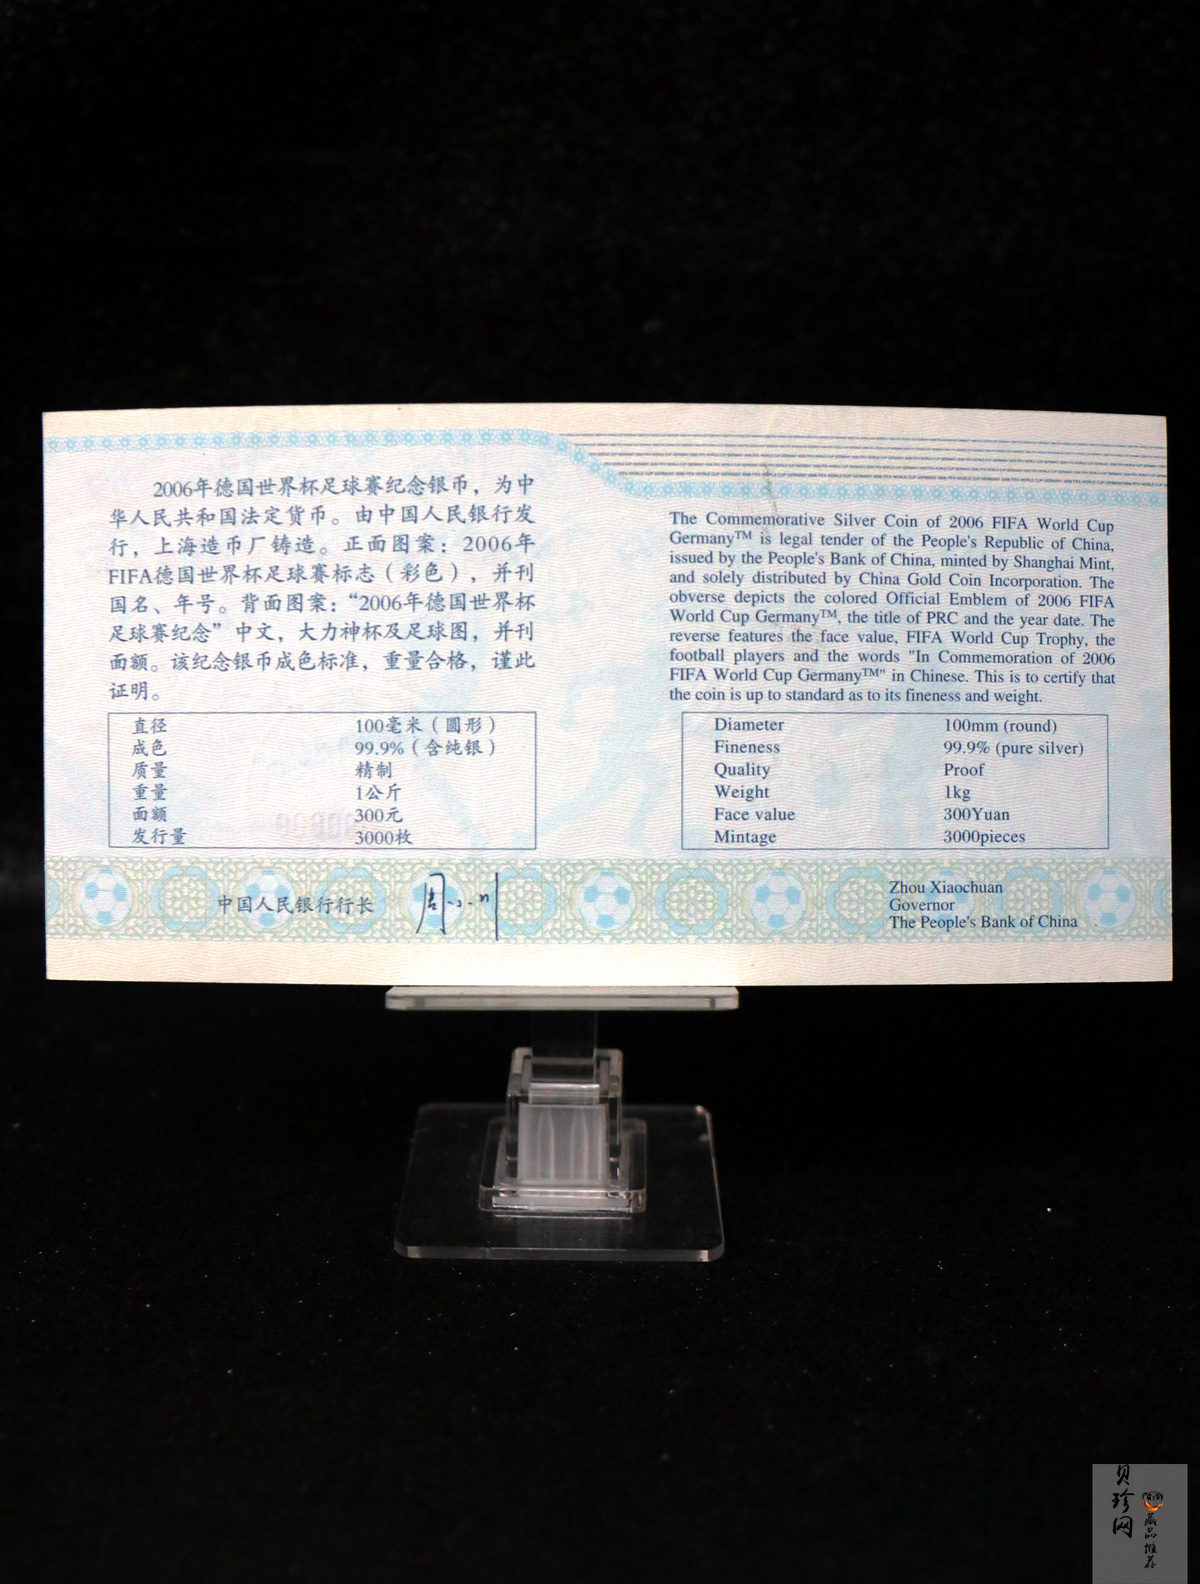 2006年德国世界杯足球赛纪念银币，为中
华人民共和国法定货币。由中国人民银行发
行，上海造币厂铸造。正面图案：2006年
FIFA德国世界杯足球赛标志（彩色），并刊
国名、年号。背面图案：“2006年德国世界杯
足球赛纪念”中文，大力神杯及足球图，并刊
面额。该纪念银币成色标准，重量合格，谨此
证明。
直径 100毫米（圆形）
成色 99.9%（含纯银）
质量 精制
重量 1公斤
面额 300元
发行量 3000枚
中国人民银行行长 周小川
The Commemorative Silver Coin of 2006 FIFA World Cup
Germany™ is legal tender of the People's Republic of China,
issued by the People's Bank of China, minted by Shanghai Mint,
and solely distributed by China Gold Coin Incorporation. The
obverse depicts the colored Official Emblem of 2006 FIFA
World Cup Germany™, the title of PRC and the year date. The
reverse features the face value, FIFA World Cup Trophy, the
football players and the words "In Commemoration of 2006
FIFA World Cup Germany™" in Chinese. This is to certify that
the coin is up to standard as to its fineness and weight.
Diameter 100mm (round)
Fineness 99.9% (pure silver)
Quality Proof
Weight 1kg
Face value 300Yuan
Mintage 3000pieces
Zhou Xiaochuan
Governor
The People's Bank of China
贝珍网
藏品推荐